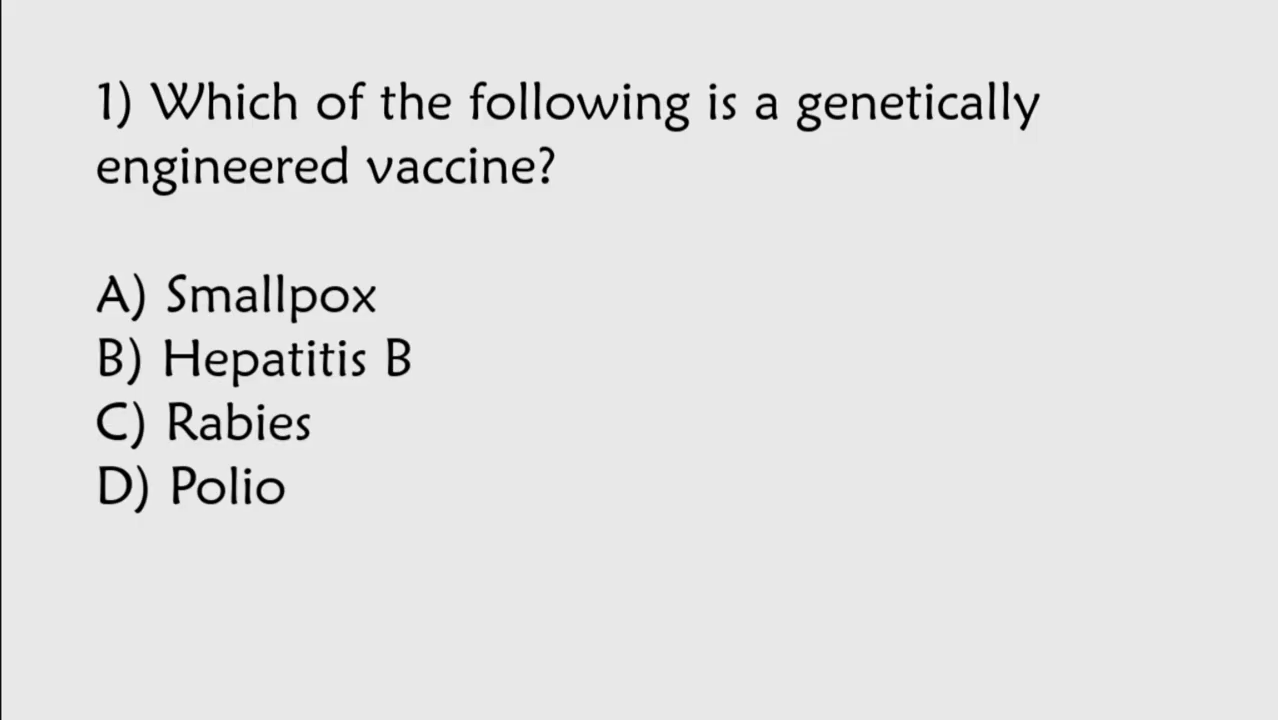 1) Which of the following is a genetically
engineered vaccine?
A) Smallpox
B) Hepatitis B
C) Rabies
D) Polio